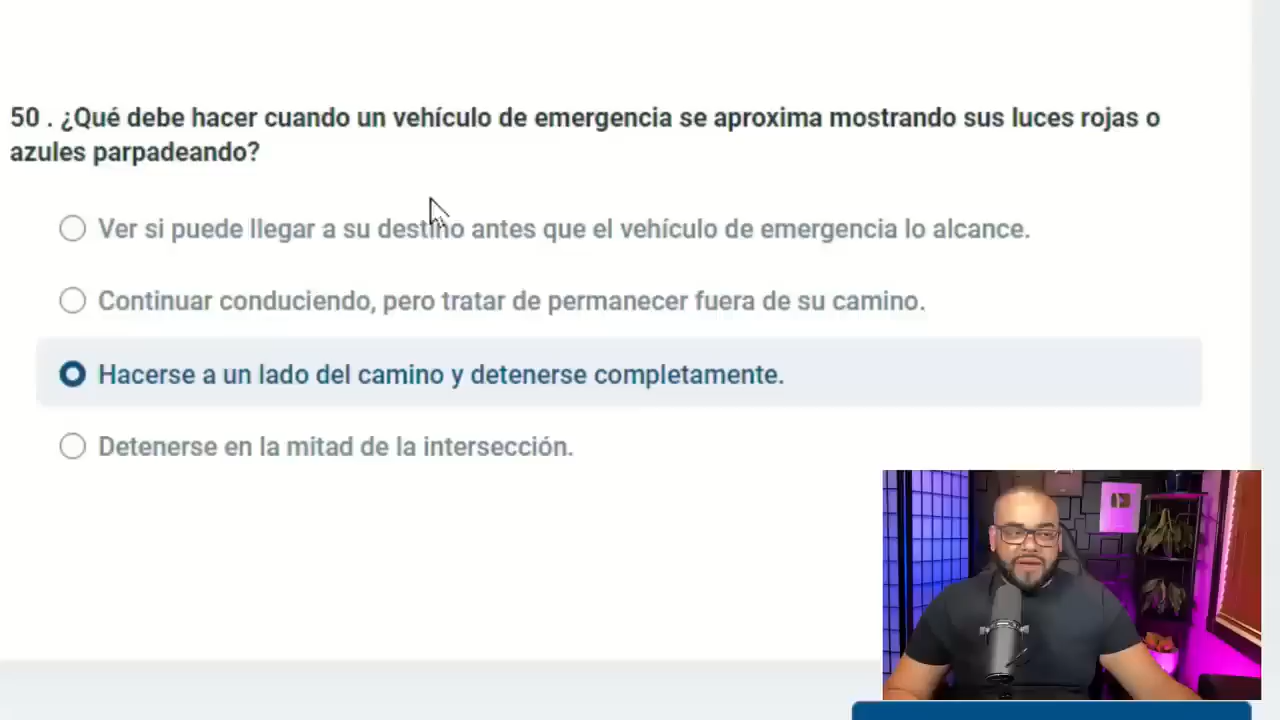 50 . ¿Qué debe hacer cuando un vehículo de emergencia se aproxima mostrando sus luces rojas o
azules parpadeando?
Ver si puede llegar a su destino antes que el vehículo de emergencia lo alcance.
Continuar conduciendo, pero tratar de permanecer fuera de su camino.
Hacerse a un lado del camino y detenerse completamente.
Detenerse en la mitad de la intersección.